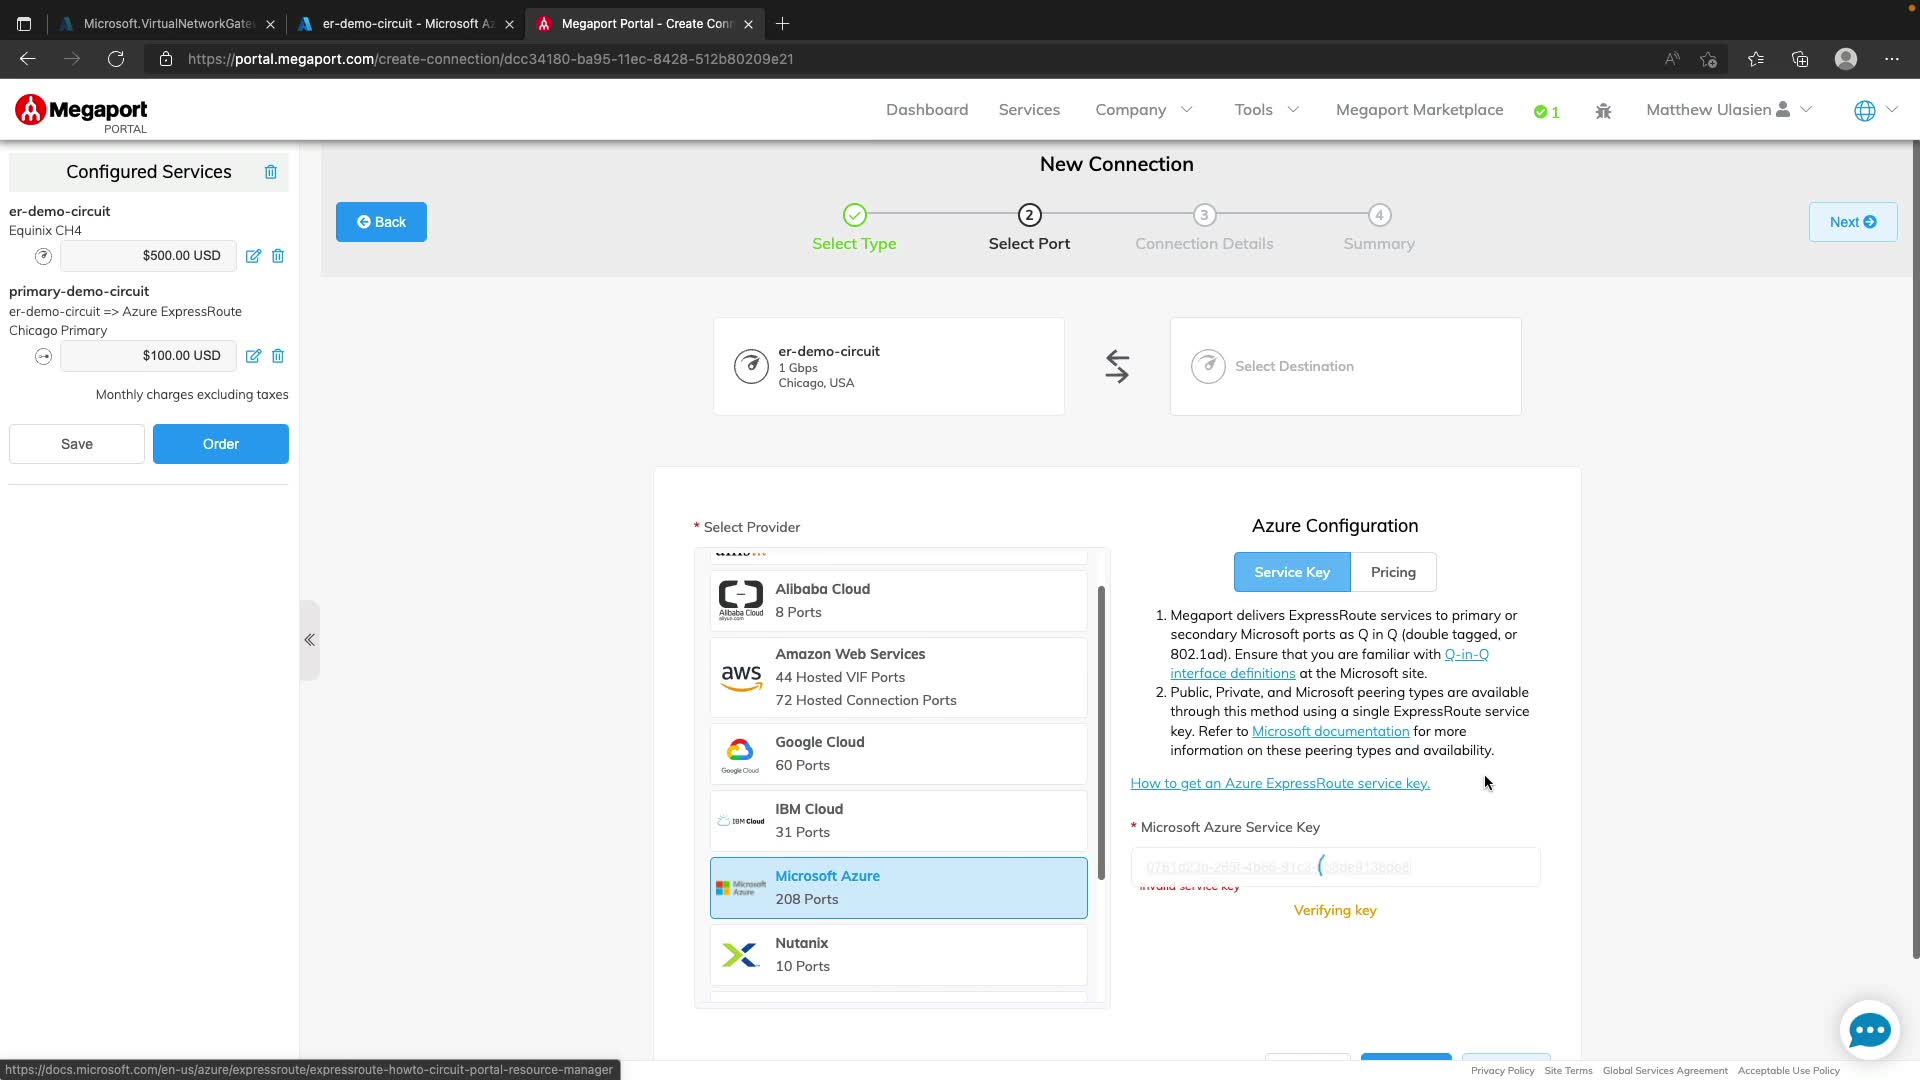 Microsoft.VirtualNetworkGate
er-demo-circuit - Microsoft Az
Megaport Portal - Create Conn
https://portal.megaport.com/create-connection/dcc34180-ba95-11ec-8428-512b80209e21
Megaport
PORTAL
Dashboard
Services
Company
Tools
Megaport Marketplace
1
Matthew Ulasien
Configured Services
er-demo-circuit
Equinix CH4
$500.00 USD
primary-demo-circuit
er-demo-circuit => Azure ExpressRoute
Chicago Primary
$100.00 USD
Monthly charges excluding taxes
Save
Order
New Connection
Back
Select Type
2
Select Port
3
Connection Details
4
Summary
Next
er-demo-circuit
1 Gbps
Chicago, USA
Select Destination
* Select Provider
Alibaba Cloud
8 Ports
Amazon Web Services
44 Hosted VIF Ports
72 Hosted Connection Ports
aws
Google Cloud
60 Ports
Google Cloud
IBM Cloud
31 Ports
IBM Cloud
Microsoft Azure
208 Ports
Microsoft
Azure
Nutanix
10 Ports
Azure Configuration
Service Key
Pricing
1. Megaport delivers ExpressRoute services to primary or
secondary Microsoft ports as Q in Q (double tagged, or
802.1ad). Ensure that you are familiar with Q-in-Q
interface definitions at the Microsoft site.
2. Public, Private, and Microsoft peering types are available
through this method using a single ExpressRoute service
key. Refer to Microsoft documentation for more
information on these peering types and availability.
How to get an Azure ExpressRoute service key.
* Microsoft Azure Service Key
Invalid service key
Verifying key
https://docs.microsoft.com/en-us/azure/expressroute/expressroute-howto-circuit-portal-resource-manager
Privacy Policy
Site Terms
Global Services Agreement
Acceptable Use Policy